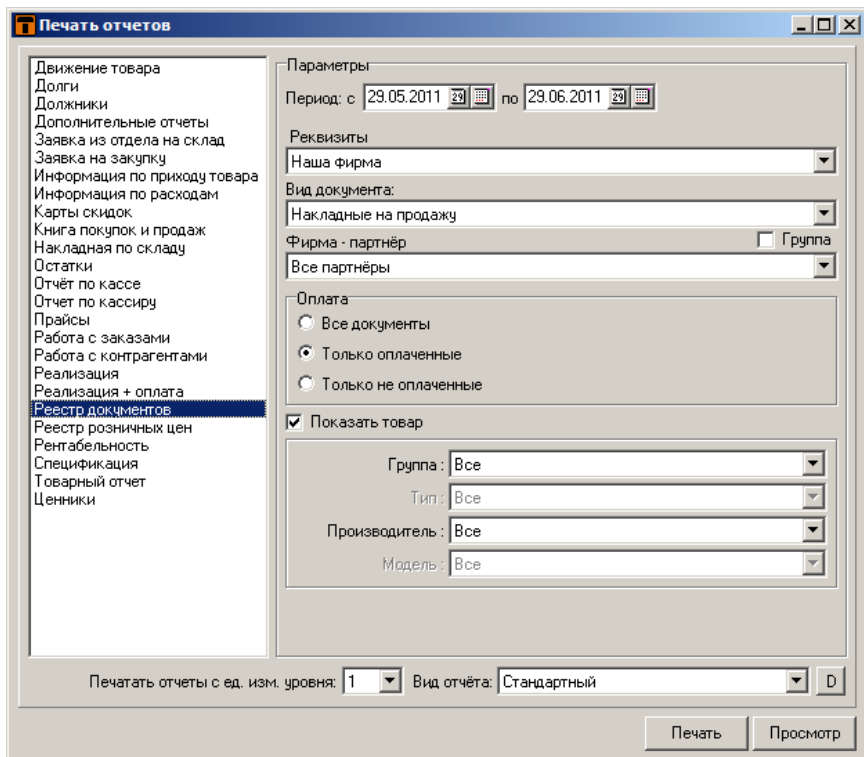 Печать отчетов
Движение товара
Долги
Должники
Дополнительные отчеты
Заявка из отдела на склад
Заявка на закупку
Информация по приходу товара
Информация по расходам
Карты скидок
Книга покупок и продаж
Накладная по складу
Остатки
Отчёт по кассе
Отчет по кассиру
Прайсы
Работа с заказами
Работа с контрагентами
Реализация
Реализация + оплата
Реестр документов
Реестр розничных цен
Рентабельность
Спецификация
Товарный отчет
Ценники
Параметры
Период: с 29.05.2011 29 по 29.06.2011 29
Реквизиты
Наша фирма
Вид документа:
Накладные на продажу
Фирма - партнёр Группа
Все партнёры
Оплата
Все документы
Только оплаченные
Только не оплаченные
Показать товар
Группа : Все
Тип : Все
Производитель : Все
Модель : Все
Печатать отчеты с ед. изм. уровня: 1 Вид отчёта: Стандартный D
Печать Просмотр